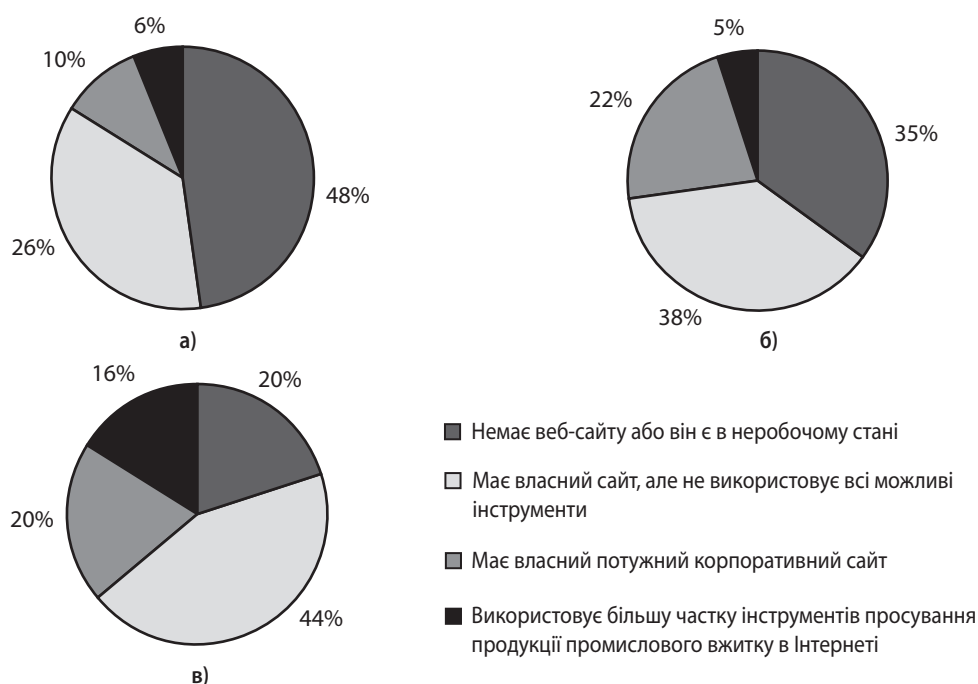 6%
10%
48%
26%
а)
5%
22%
35%
38%
б)
16%
20%
20%
44%
в)
Немає веб-сайту або він є в неробочому стані
Має власний сайт, але не використовує всі можливі
інструменти
Має власний потужний корпоративний сайт
Використовує більшу частку інструментів просування
продукції промислового вжитку в Інтернеті